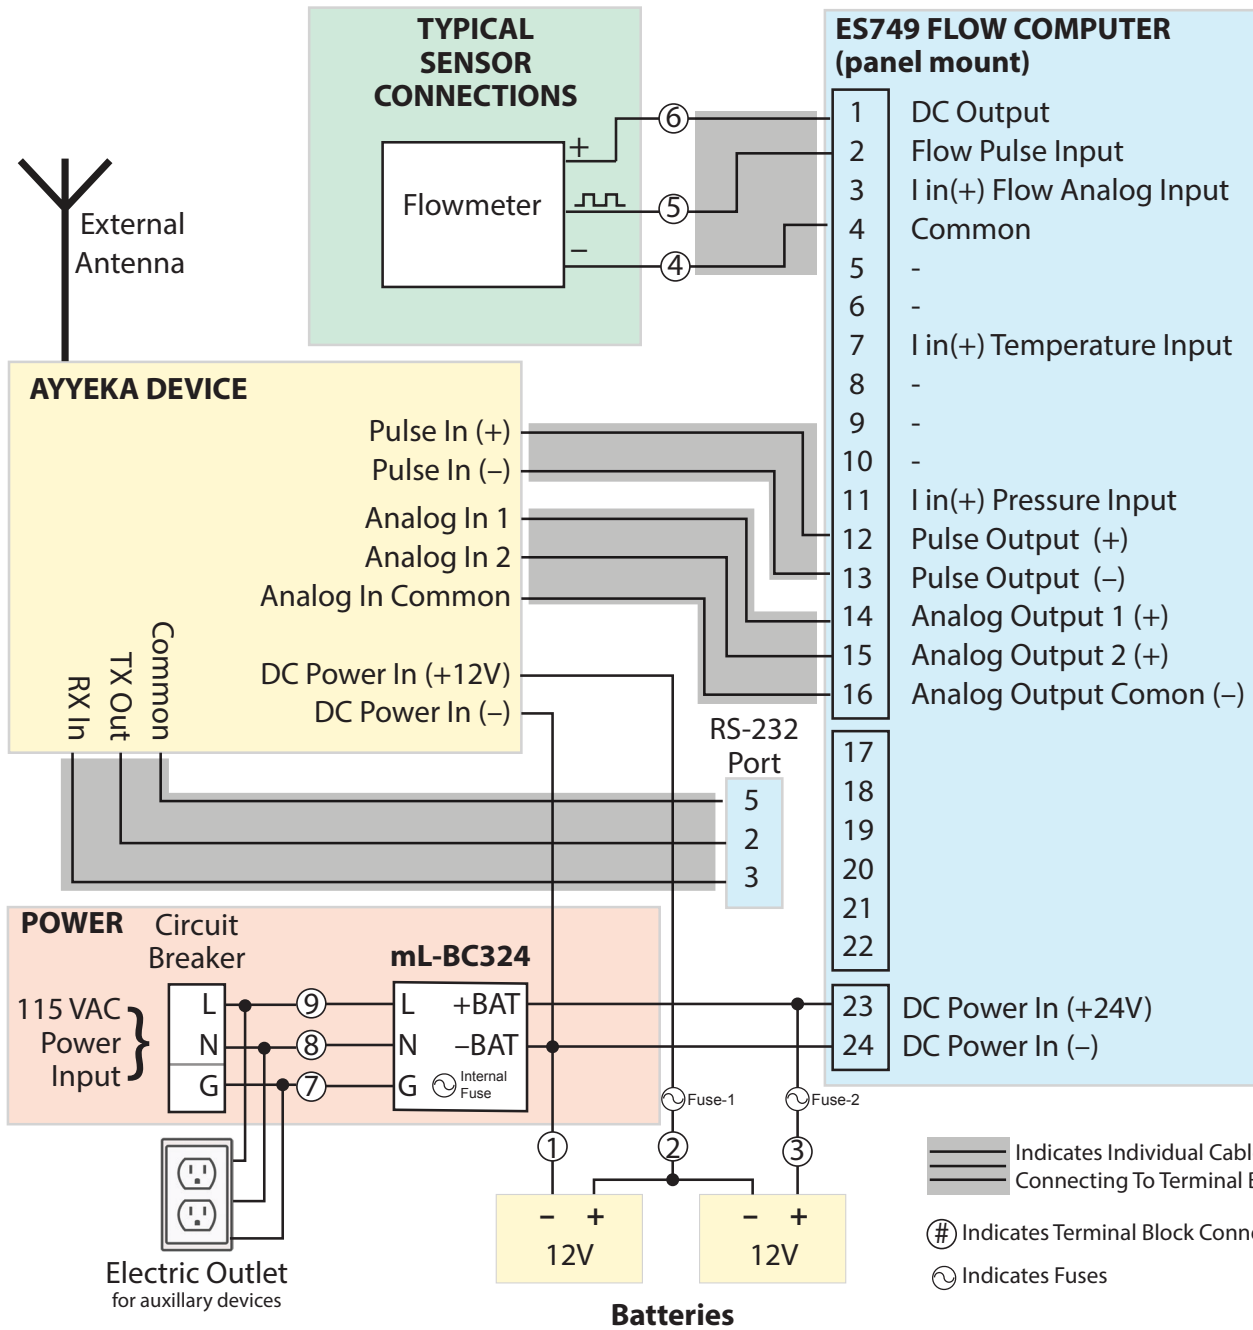 TYPICAL
SENSOR
CONNECTIONS
+
Flowmeter
–
6
5
4
ES749 FLOW COMPUTER
(panel mount)
1 DC Output
2 Flow Pulse Input
3 I in(+) Flow Analog Input
4 Common
5 -
6 -
7 I in(+) Temperature Input
8 -
9 -
10 -
11 I in(+) Pressure Input
12 Pulse Output (+)
13 Pulse Output (–)
14 Analog Output 1 (+)
15 Analog Output 2 (+)
16 Analog Output Comon (–)
17
18
19
20
21
22
23 DC Power In (+24V)
24 DC Power In (–)
External
Antenna
AYYEKA DEVICE
Pulse In (+)
Pulse In (–)
Analog In 1
Analog In 2
Analog In Common
DC Power In (+12V)
DC Power In (–)
RX In
TX Out
Common
RS-232
Port
5
2
3
POWER
Circuit
Breaker
115 VAC
Power
Input
}
L
N
G
9
8
7
mL-BC324
L +BAT
N –BAT
G Internal
Fuse
Fuse-1
Fuse-2
1
2
3
– +
12V
– +
12V
Batteries
Electric Outlet
for auxillary devices
Indicates Individual Cabl
Connecting To Terminal
# Indicates Terminal Block Conn
Indicates Fuses